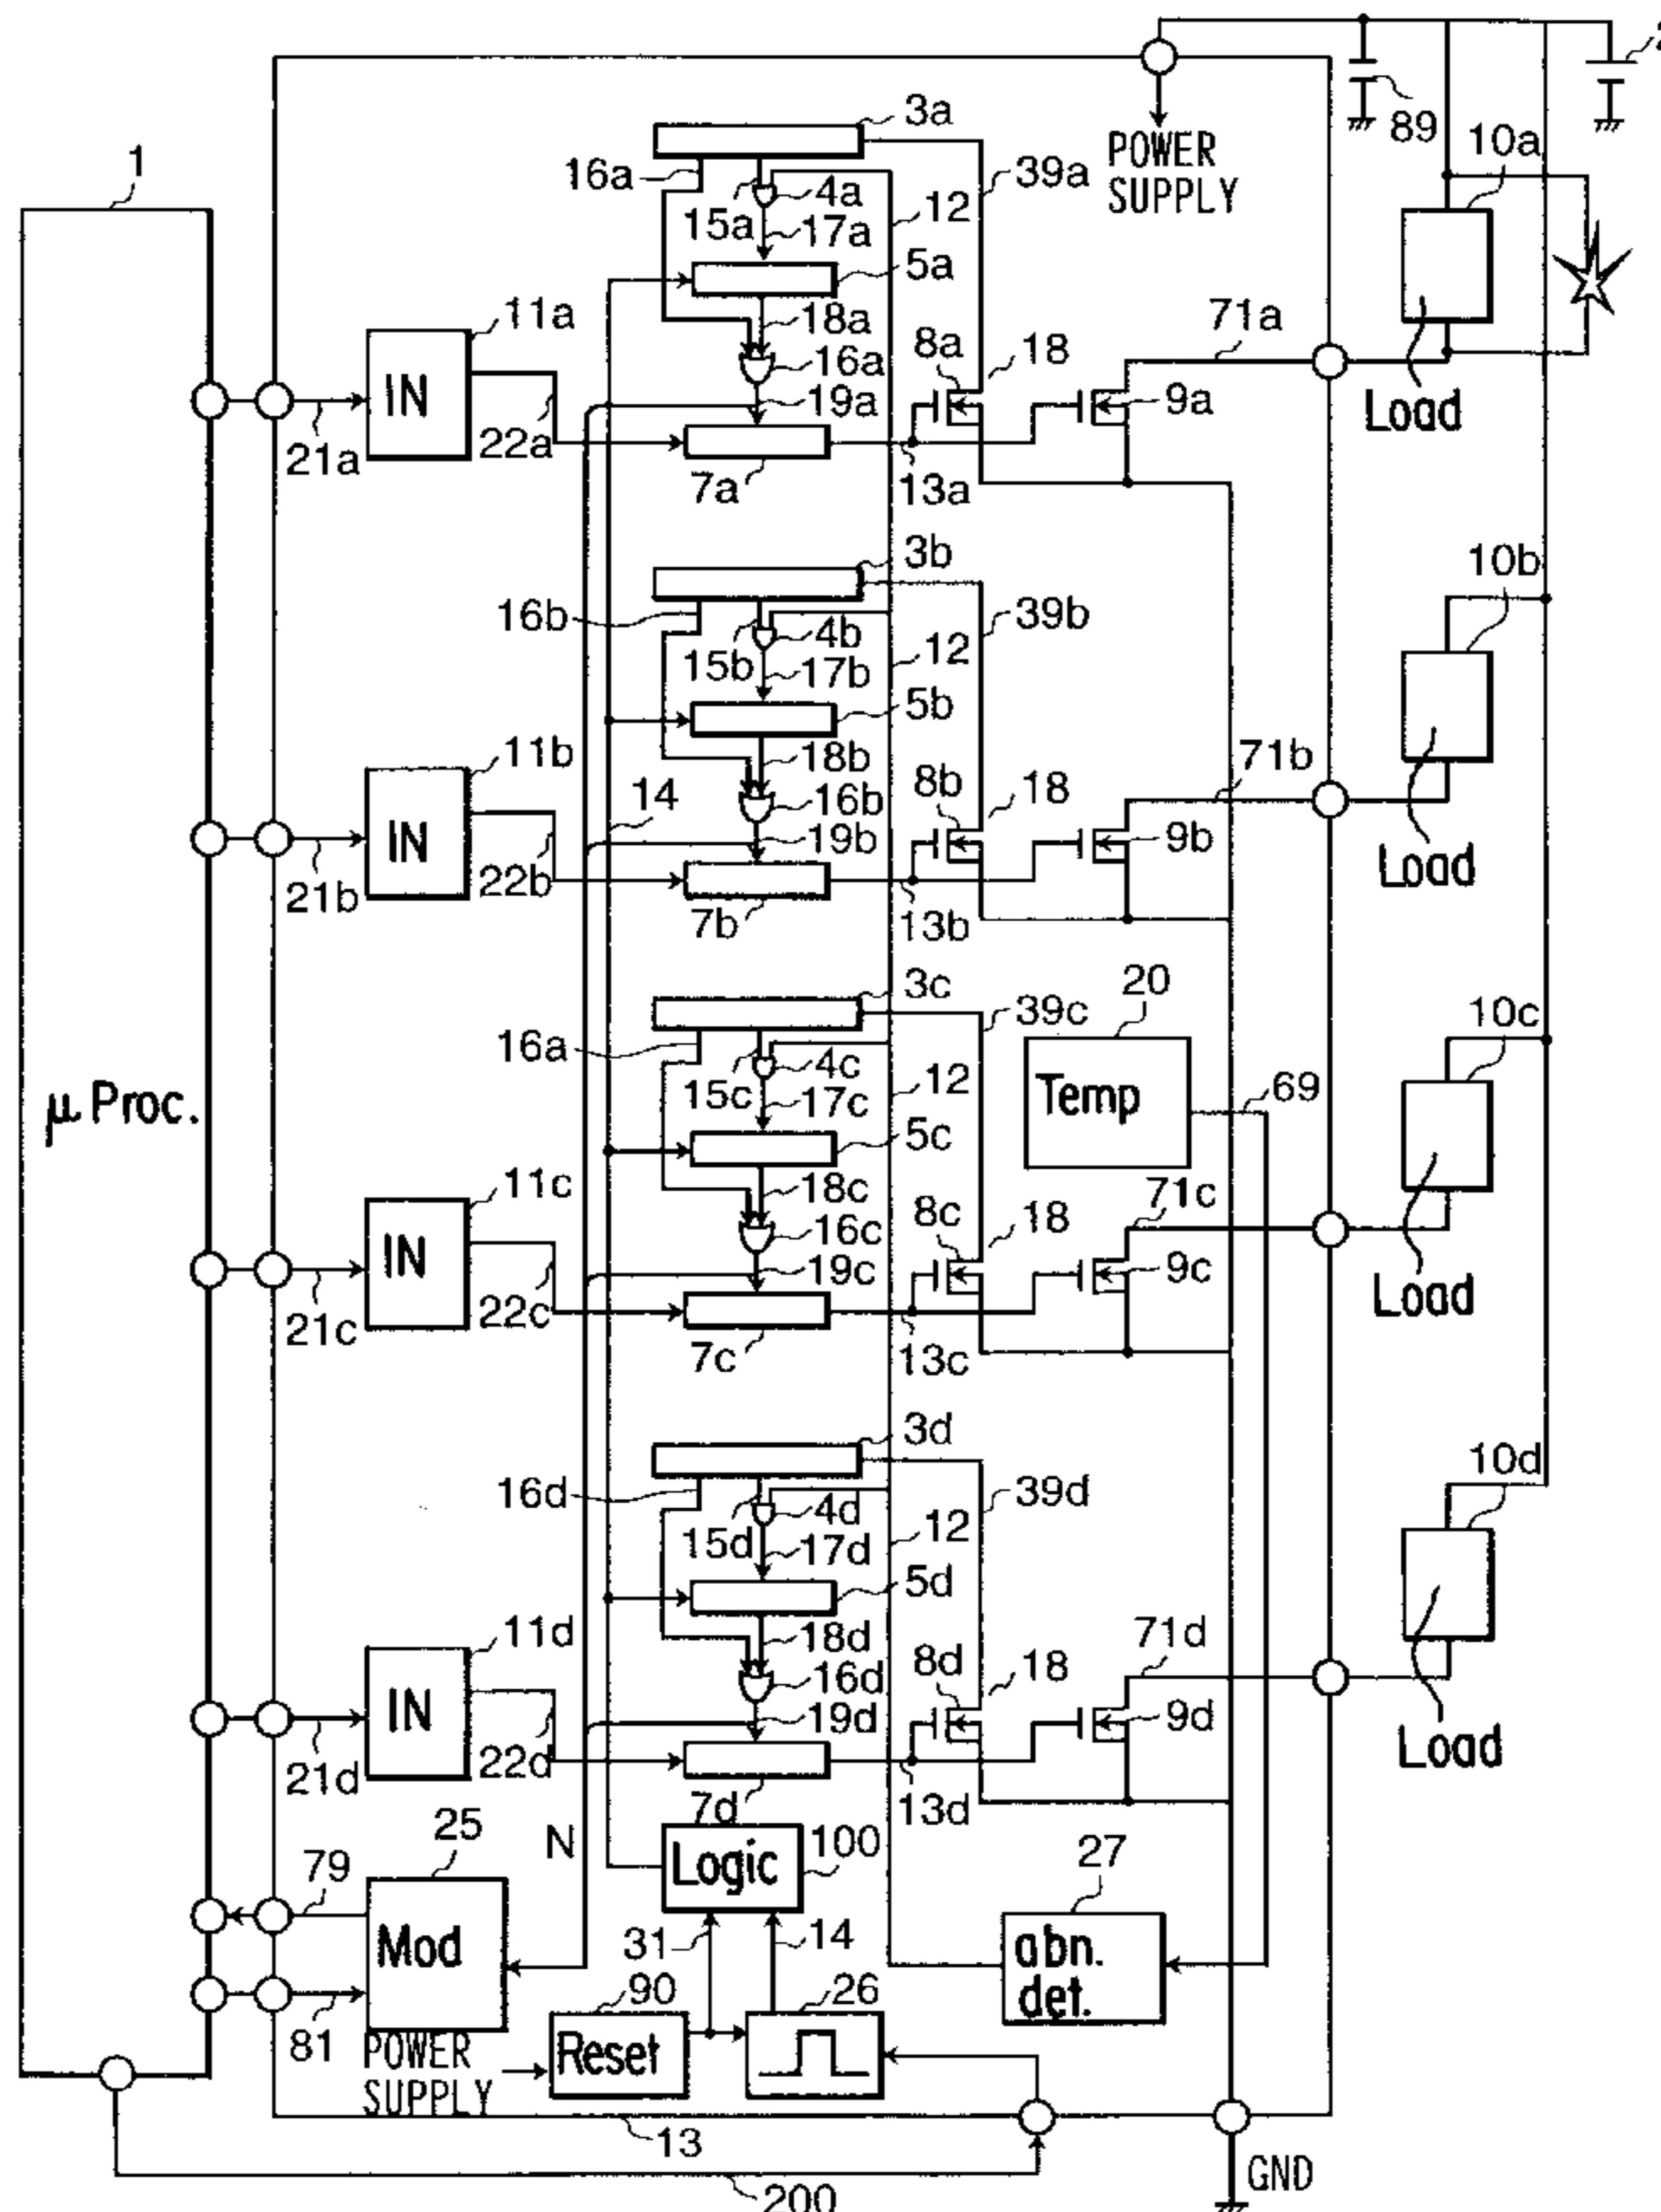 2
89
POWER
SUPPLY
3a
16a
15a
4a
17a
12
39a
10a
1
5a
18a
11a
IN
16a
8a
18
71a
19a
9a
Load
21a
22a
7a
13a
3b
16b
15b
4b
17b
12
39b
10b
5b
14
18b
11b
IN
16b
8b
18
71b
19b
9b
Load
21b
22b
7b
13b
3c
16a
15c
4c
17c
12
39c
20
Temp
69
10c
μ Proc.
5c
18c
11c
IN
16c
8c
18
71c
19c
9c
Load
21c
22c
7c
13c
3d
16d
15d
4d
17d
12
39d
10d
5d
18d
11d
IN
16d
8d
18
71d
19d
9d
Load
21d
22d
7d
13d
25
N
Logic
100
27
79
Mod
31
14
abn.
det.
81
90
26
POWER
SUPPLY
Reset
13
200
GND